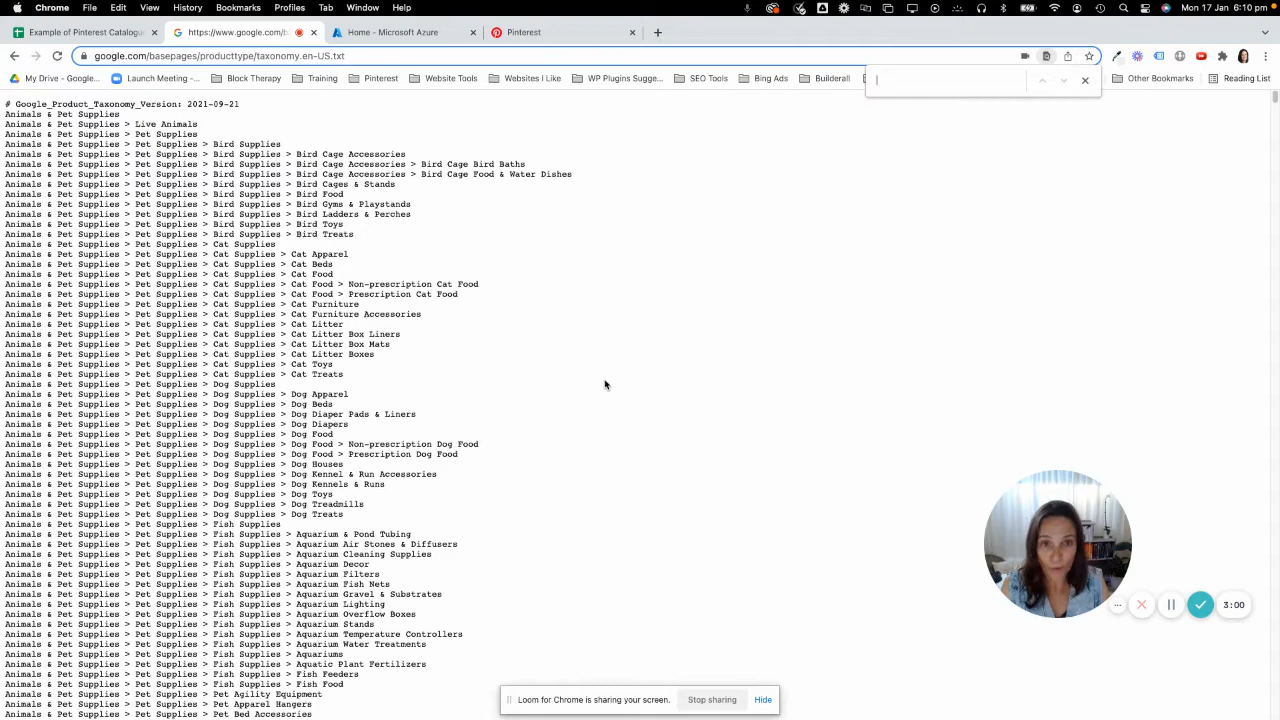 Chrome File Edit View History Bookmarks Profiles Tab Window Help Mon 17 Jan 6:10 pm
Example of Pinterest Catalogue https://www.google.com/base Home - Microsoft Azure Pinterest
google.com/basepages/producttype/taxonomy.en-US.txt
My Drive - Google... Launch Meeting -... Block Therapy Training Pinterest Website Tools Websites I Like WP Plugins Sugge... SEO Tools Bing Ads Builderall Other Bookmarks Reading List
# Google_Product_Taxonomy_Version: 2021-09-21
Animals & Pet Supplies
Animals & Pet Supplies > Live Animals
Animals & Pet Supplies > Pet Supplies
Animals & Pet Supplies > Pet Supplies > Bird Supplies
Animals & Pet Supplies > Pet Supplies > Bird Supplies > Bird Cage Accessories
Animals & Pet Supplies > Pet Supplies > Bird Supplies > Bird Cage Accessories > Bird Cage Bird Baths
Animals & Pet Supplies > Pet Supplies > Bird Supplies > Bird Cage Accessories > Bird Cage Food & Water Dishes
Animals & Pet Supplies > Pet Supplies > Bird Supplies > Bird Cages & Stands
Animals & Pet Supplies > Pet Supplies > Bird Supplies > Bird Food
Animals & Pet Supplies > Pet Supplies > Bird Supplies > Bird Gyms & Playstands
Animals & Pet Supplies > Pet Supplies > Bird Supplies > Bird Ladders & Perches
Animals & Pet Supplies > Pet Supplies > Bird Supplies > Bird Toys
Animals & Pet Supplies > Pet Supplies > Bird Supplies > Bird Treats
Animals & Pet Supplies > Pet Supplies > Cat Supplies
Animals & Pet Supplies > Pet Supplies > Cat Supplies > Cat Apparel
Animals & Pet Supplies > Pet Supplies > Cat Supplies > Cat Beds
Animals & Pet Supplies > Pet Supplies > Cat Supplies > Cat Food
Animals & Pet Supplies > Pet Supplies > Cat Supplies > Cat Food > Non-prescription Cat Food
Animals & Pet Supplies > Pet Supplies > Cat Supplies > Cat Food > Prescription Cat Food
Animals & Pet Supplies > Pet Supplies > Cat Supplies > Cat Furniture
Animals & Pet Supplies > Pet Supplies > Cat Supplies > Cat Furniture Accessories
Animals & Pet Supplies > Pet Supplies > Cat Supplies > Cat Litter
Animals & Pet Supplies > Pet Supplies > Cat Supplies > Cat Litter Box Liners
Animals & Pet Supplies > Pet Supplies > Cat Supplies > Cat Litter Box Mats
Animals & Pet Supplies > Pet Supplies > Cat Supplies > Cat Litter Boxes
Animals & Pet Supplies > Pet Supplies > Cat Supplies > Cat Toys
Animals & Pet Supplies > Pet Supplies > Cat Supplies > Cat Treats
Animals & Pet Supplies > Pet Supplies > Dog Supplies
Animals & Pet Supplies > Pet Supplies > Dog Supplies > Dog Apparel
Animals & Pet Supplies > Pet Supplies > Dog Supplies > Dog Beds
Animals & Pet Supplies > Pet Supplies > Dog Supplies > Dog Diaper Pads & Liners
Animals & Pet Supplies > Pet Supplies > Dog Supplies > Dog Diapers
Animals & Pet Supplies > Pet Supplies > Dog Supplies > Dog Food
Animals & Pet Supplies > Pet Supplies > Dog Supplies > Dog Food > Non-prescription Dog Food
Animals & Pet Supplies > Pet Supplies > Dog Supplies > Dog Food > Prescription Dog Food
Animals & Pet Supplies > Pet Supplies > Dog Supplies > Dog Houses
Animals & Pet Supplies > Pet Supplies > Dog Supplies > Dog Kennel & Run Accessories
Animals & Pet Supplies > Pet Supplies > Dog Supplies > Dog Kennels & Runs
Animals & Pet Supplies > Pet Supplies > Dog Supplies > Dog Toys
Animals & Pet Supplies > Pet Supplies > Dog Supplies > Dog Treadmills
Animals & Pet Supplies > Pet Supplies > Dog Supplies > Dog Treats
Animals & Pet Supplies > Pet Supplies > Fish Supplies
Animals & Pet Supplies > Pet Supplies > Fish Supplies > Aquarium & Pond Tubing
Animals & Pet Supplies > Pet Supplies > Fish Supplies > Aquarium Air Stones & Diffusers
Animals & Pet Supplies > Pet Supplies > Fish Supplies > Aquarium Cleaning Supplies
Animals & Pet Supplies > Pet Supplies > Fish Supplies > Aquarium Decor
Animals & Pet Supplies > Pet Supplies > Fish Supplies > Aquarium Filters
Animals & Pet Supplies > Pet Supplies > Fish Supplies > Aquarium Fish Nets
Animals & Pet Supplies > Pet Supplies > Fish Supplies > Aquarium Gravel & Substrates
Animals & Pet Supplies > Pet Supplies > Fish Supplies > Aquarium Lighting
Animals & Pet Supplies > Pet Supplies > Fish Supplies > Aquarium Overflow Boxes
Animals & Pet Supplies > Pet Supplies > Fish Supplies > Aquarium Stands
Animals & Pet Supplies > Pet Supplies > Fish Supplies > Aquarium Temperature Controllers
Animals & Pet Supplies > Pet Supplies > Fish Supplies > Aquarium Water Treatments
Animals & Pet Supplies > Pet Supplies > Fish Supplies > Aquariums
Animals & Pet Supplies > Pet Supplies > Fish Supplies > Aquatic Plant Fertilizers
Animals & Pet Supplies > Pet Supplies > Fish Supplies > Fish Feeders
Animals & Pet Supplies > Pet Supplies > Fish Supplies > Fish Food
Animals & Pet Supplies > Pet Supplies > Pet Agility Equipment
Animals & Pet Supplies > Pet Supplies > Pet Apparel Hangers
Animals & Pet Supplies > Pet Supplies > Pet Bed Accessories
3:00
Loom for Chrome is sharing your screen. Stop sharing Hide